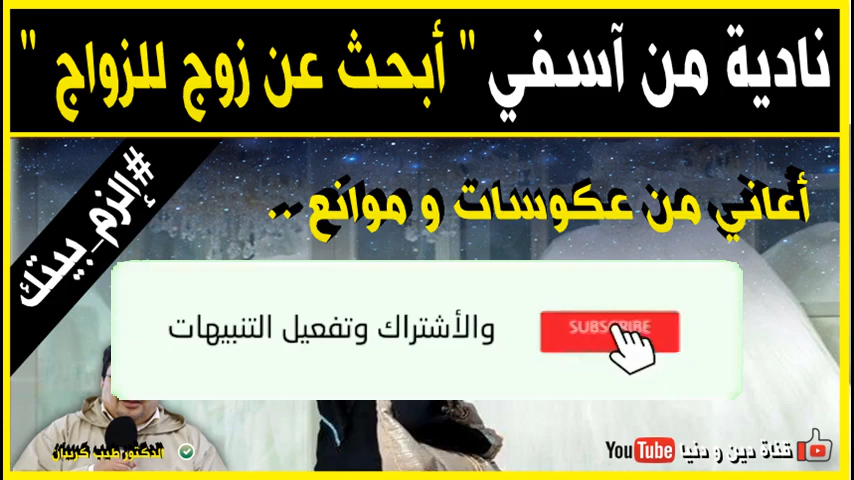 نادية من آسفي " أبحث عن زوج للزواج "
#إلزم_بيتك
أعاني من عكوسات و موانع ..
والأشتراك وتفعيل التنبيهات
SUBSCRIBE
الدكتور طيب كريبان
YouTube قناة دين و دنيا